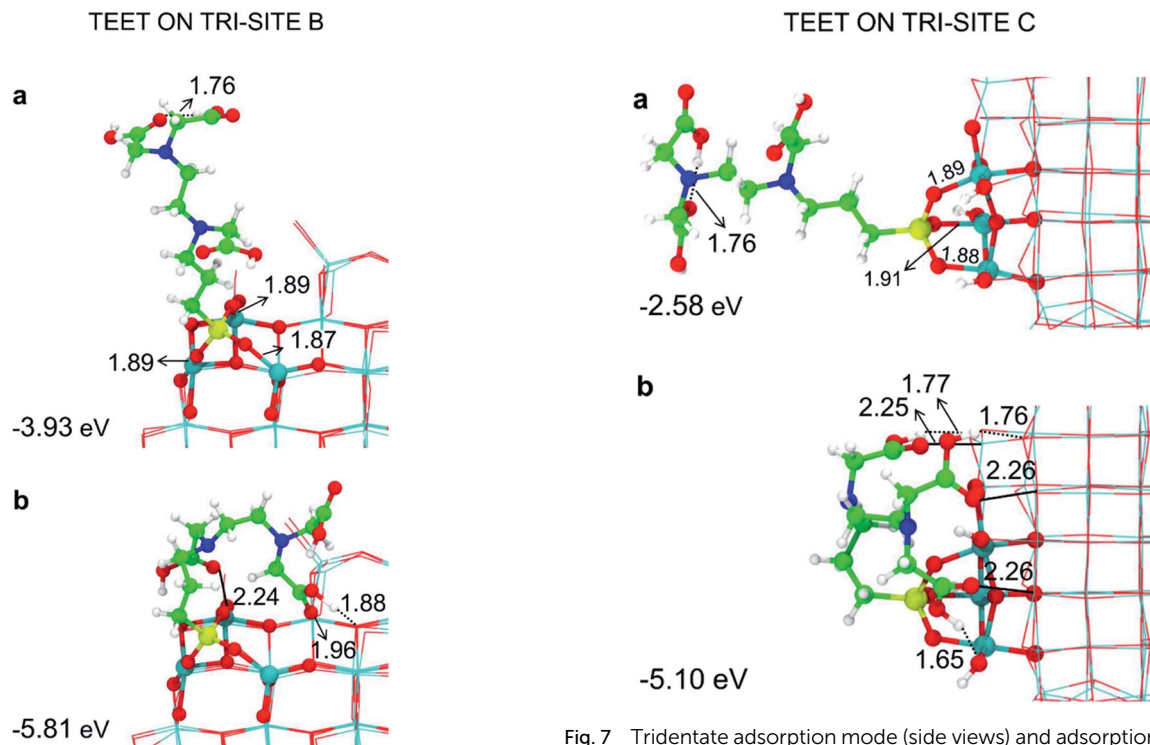 TEET ON TRI-SITE B
a
1.76
1.89
1.87
1.89
-3.93 eV
b
2.24
1.88
1.96
-5.81 eV
TEET ON TRI-SITE C
a
1.89
1.76
1.88
1.91
-2.58 eV
b
1.77
2.25
1.76
2.26
2.26
1.65
-5.10 eV
Fig. 7 Tridentate adsorption mode (side views) and adsorption